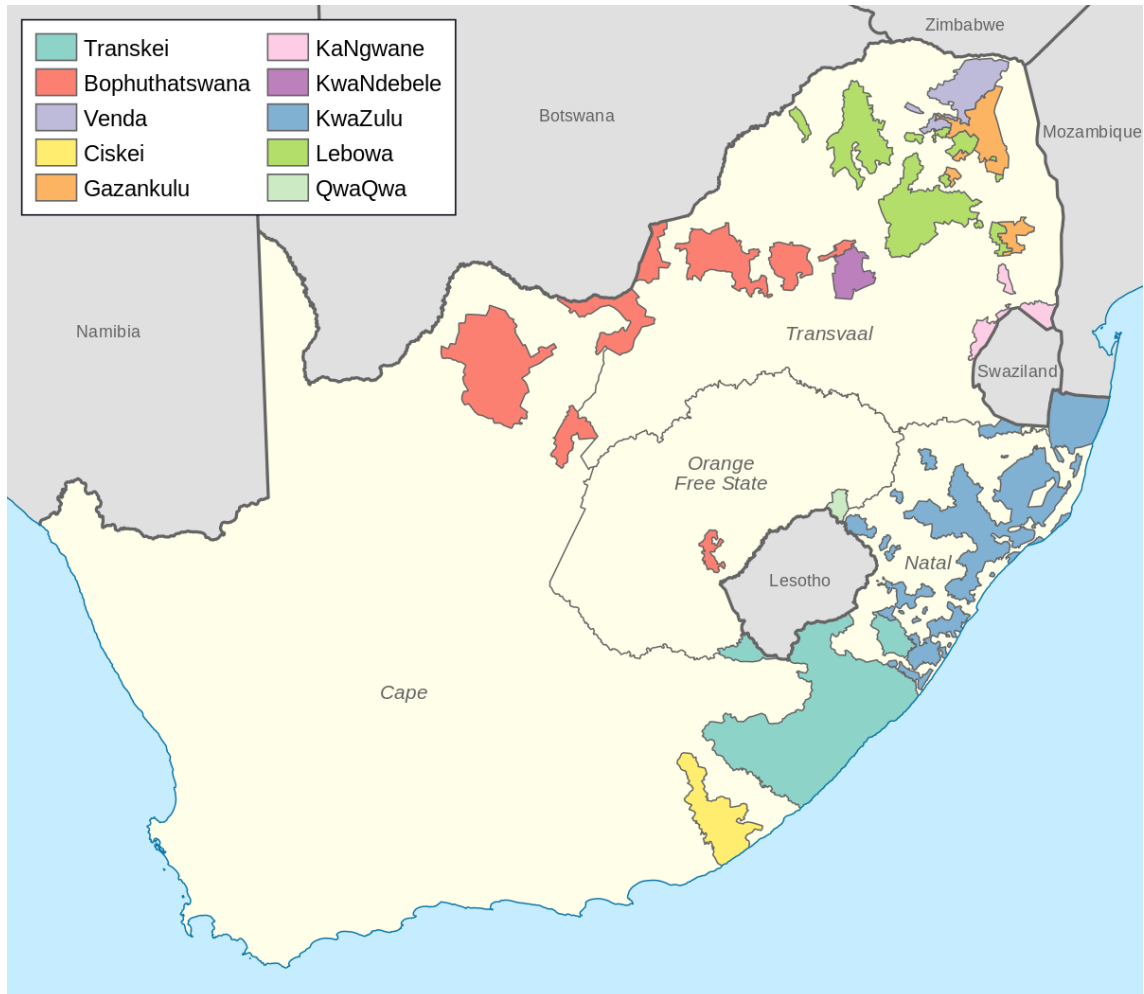 Transkei
Bophuthatswana
Venda
Ciskei
Gazankulu
KaNgwane
KwaNdebele
KwaZulu
Lebowa
QwaQwa
Zimbabwe
Botswana
Mozambique
Namibia
Transvaal
Swaziland
Orange
Free State
Natal
Lesotho
Cape